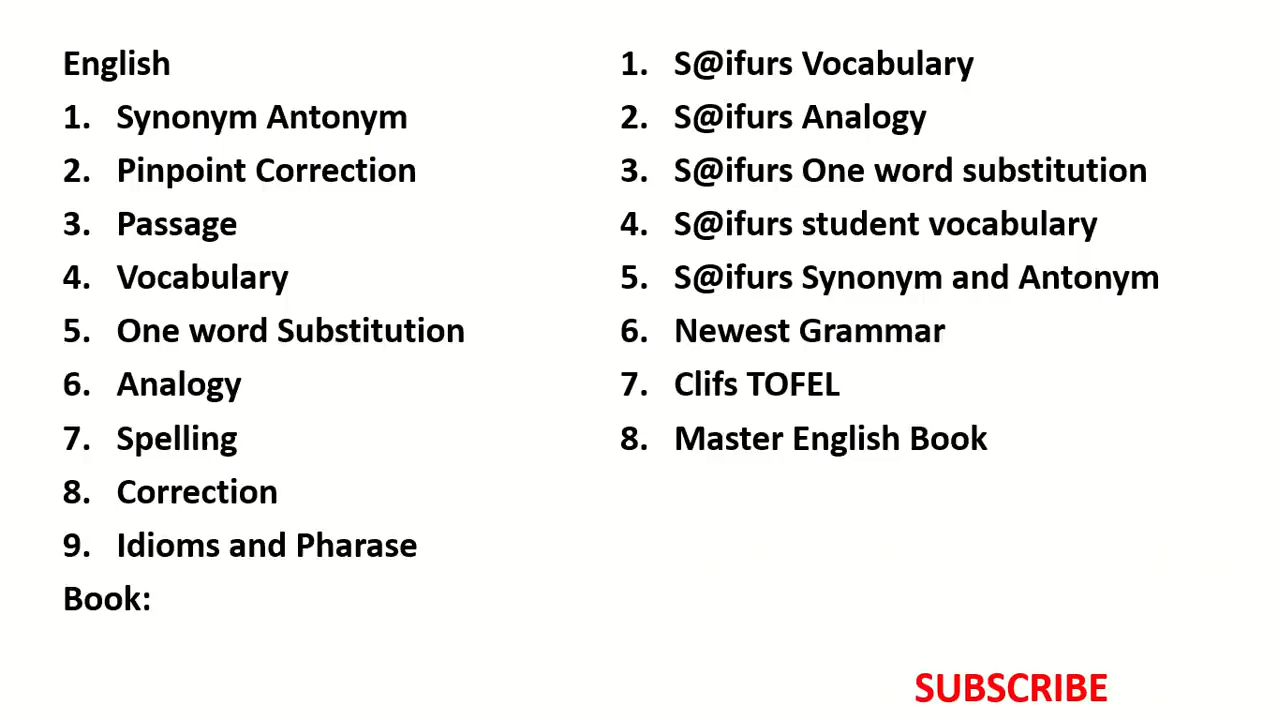 English
1. Synonym Antonym
2. Pinpoint Correction
3. Passage
4. Vocabulary
5. One word Substitution
6. Analogy
7. Spelling
8. Correction
9. Idioms and Pharase
Book:
1. S@ifurs Vocabulary
2. S@ifurs Analogy
3. S@ifurs One word substitution
4. S@ifurs student vocabulary
5. S@ifurs Synonym and Antonym
6. Newest Grammar
7. Clifs TOFEL
8. Master English Book
SUBSCRIBE